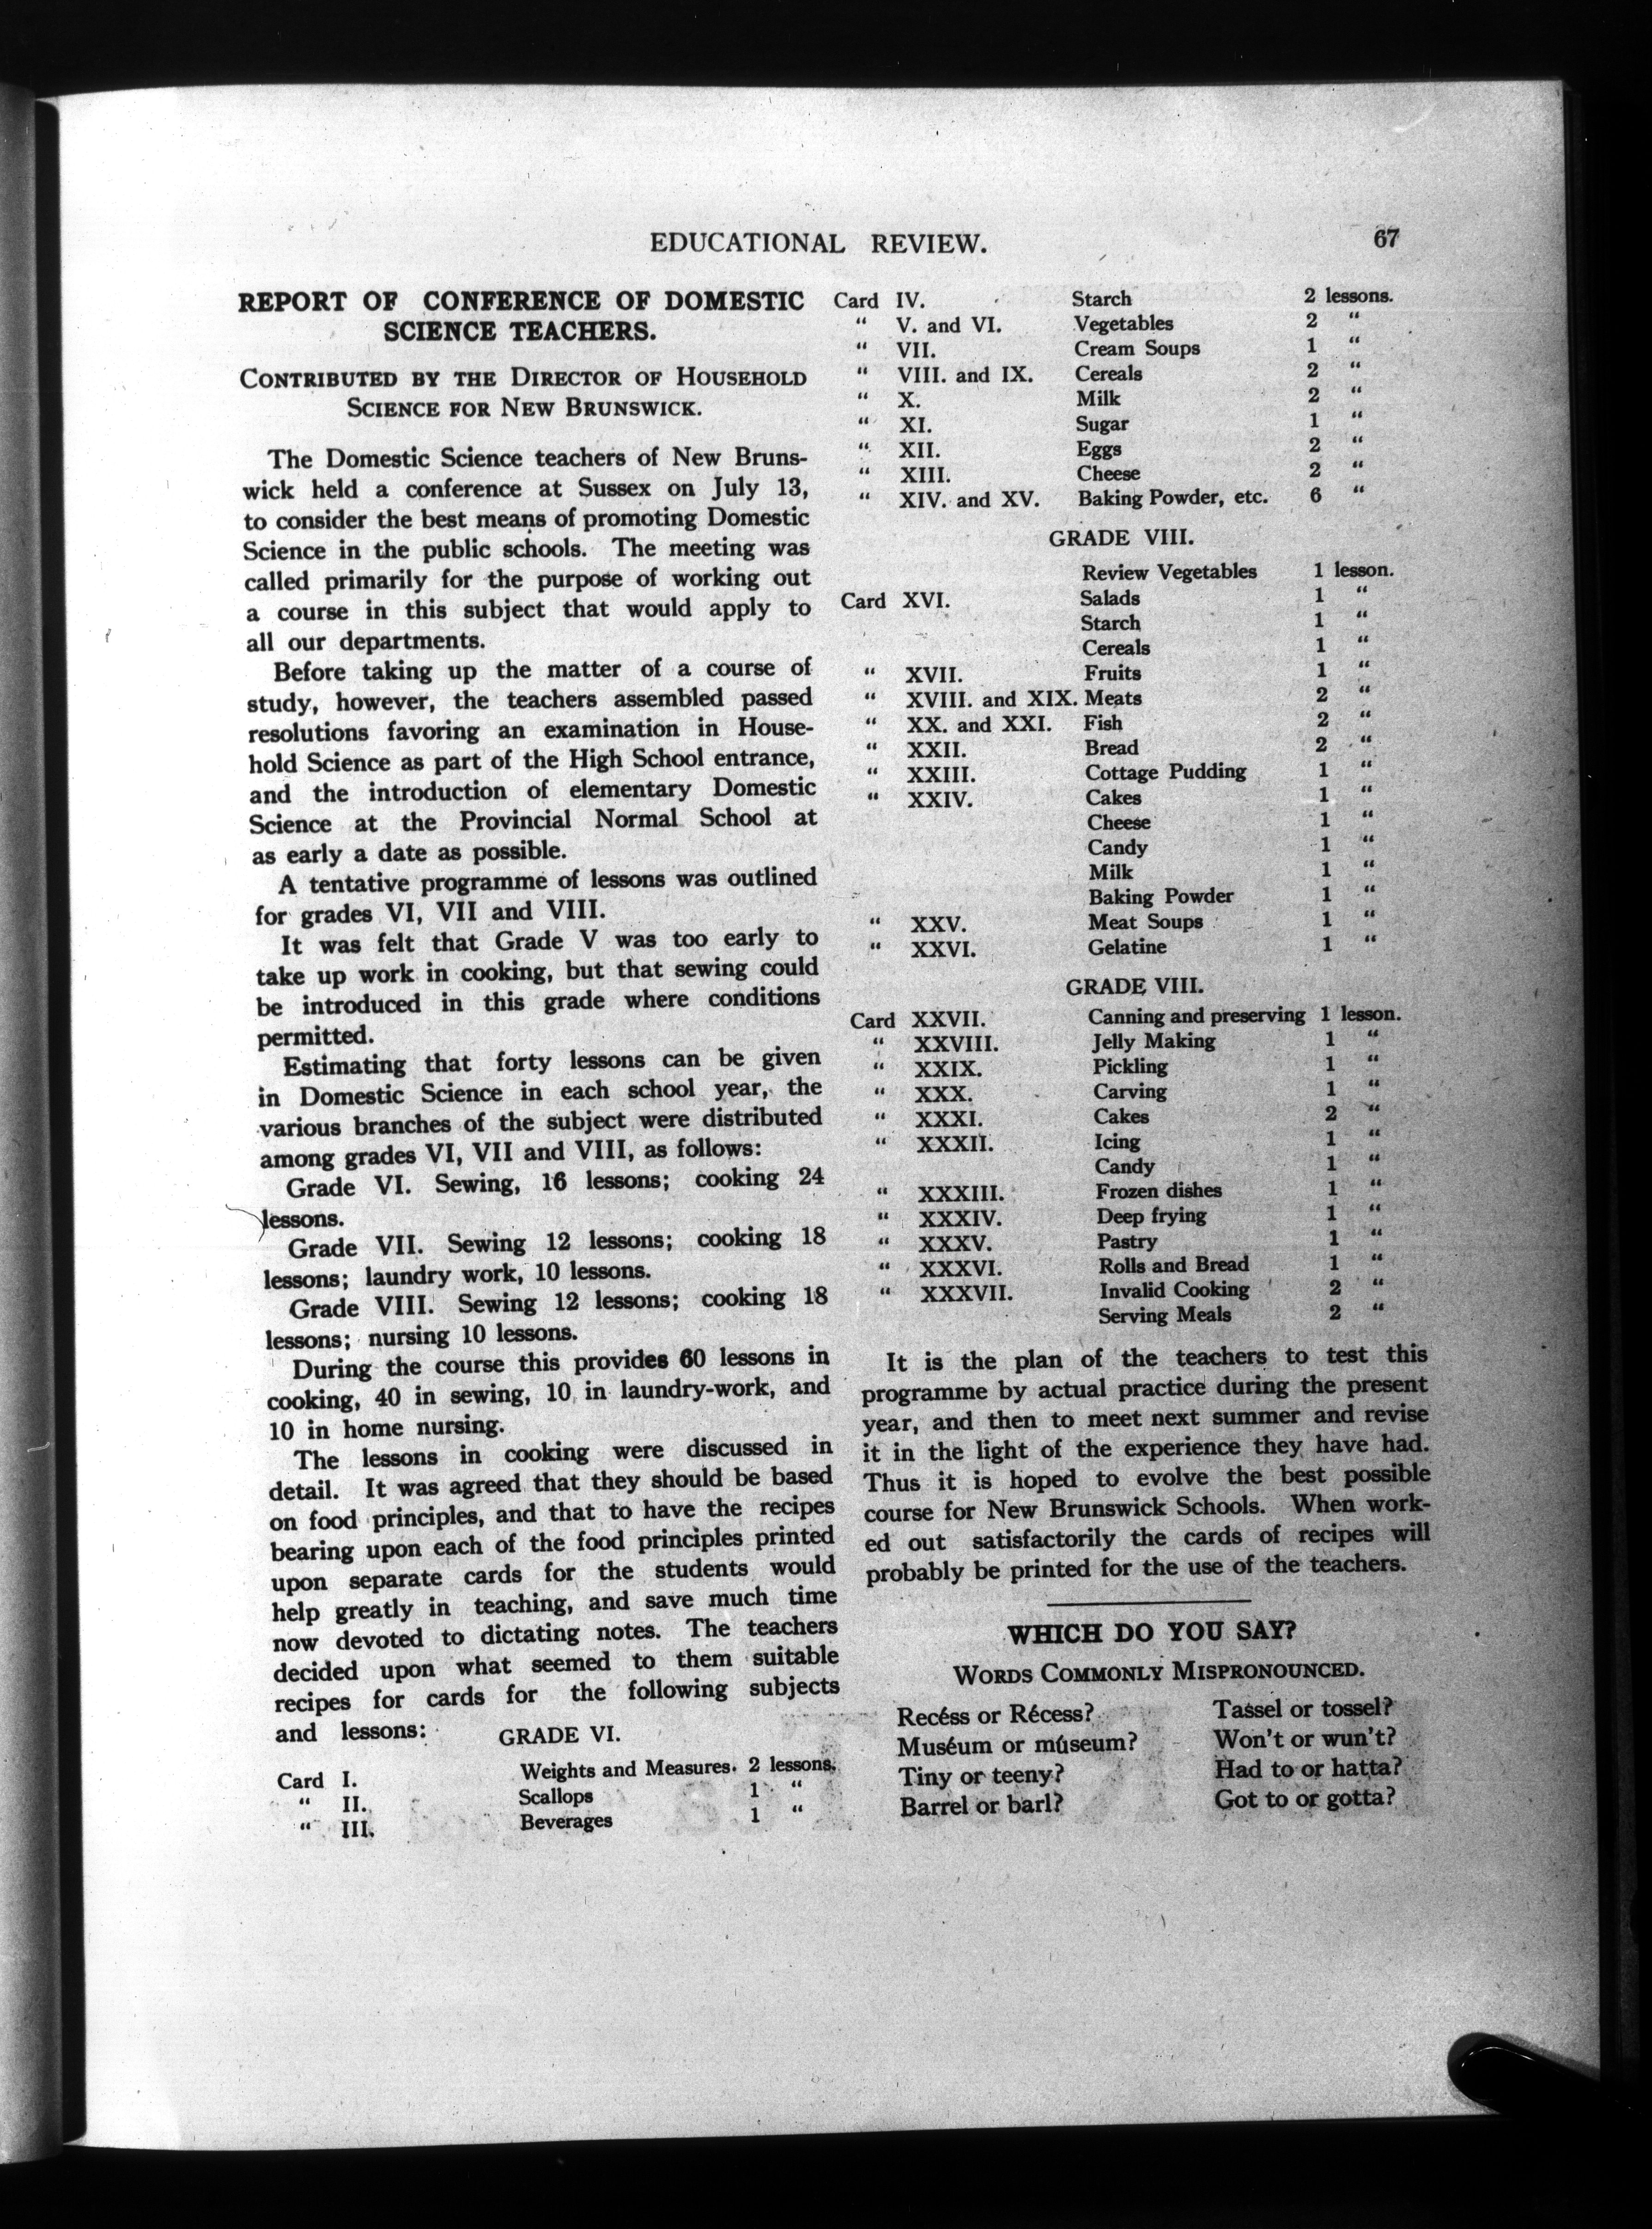 EDUCATIONAL REVIEW. 67
REPORT OF CONFERENCE OF DOMESTIC
SCIENCE TEACHERS.
CONTRIBUTED BY THE DIRECTOR OF HOUSEHOLD
SCIENCE FOR NEW BRUNSWICK.
The Domestic Science teachers of New Bruns-
wick held a conference at Sussex on July 13,
to consider the best means of promoting Domestic
Science in the public schools. The meeting was
called primarily for the purpose of working out
a course in this subject that would apply to
all our departments.
Before taking up the matter of a course of
study, however, the teachers assembled passed
resolutions favoring an examination in House-
hold Science as part of the High School entrance,
and the introduction of elementary Domestic
Science at the Provincial Normal School at
as early a date as possible.
A tentative programme of lessons was outlined
for grades VI, VII and VIII.
It was felt that Grade V was too early to
take up work in cooking, but that sewing could
be introduced in this grade where conditions
permitted.
Estimating that forty lessons can be given
in Domestic Science in each school year, the
various branches of the subject were distributed
among grades VI, VII and VIII, as follows:
Grade VI. Sewing, 16 lessons; cooking 24
lessons.
Grade VII. Sewing 12 lessons; cooking 18
lessons; laundry work, 10 lessons.
Grade VIII. Sewing 12 lessons; cooking 18
lessons; nursing 10 lessons.
During the course this provides 60 lessons in
cooking, 40 in sewing, 10 in laundry-work, and
10 in home nursing.
The lessons in cooking were discussed in
detail. It was agreed that they should be based
on food principles, and that to have the recipes
bearing upon each of the food principles printed
upon separate cards for the students would
help greatly in teaching, and save much time
now devoted to dictating notes. The teachers
decided upon what seemed to them suitable
recipes for cards for the following subjects
and lessons:
GRADE VI.
Card I. Weights and Measures. 2 lessons.
" II. Scallops 1 "
" III. Beverages 1 "
Card IV. Starch 2 lessons.
" V. and VI. Vegetables 2 "
" VII. Cream Soups 1 "
" VIII. and IX. Cereals 2 "
" X. Milk 2 "
" XI. Sugar 1 "
" XII. Eggs 2 "
" XIII. Cheese 2 "
" XIV. and XV. Baking Powder, etc. 6 "
GRADE VIII.
Review Vegetables 1 lesson.
Card XVI. Salads 1 "
Starch 1 "
Cereals 1 "
" XVII. Fruits 1 "
" XVIII. and XIX. Meats 2 "
" XX. and XXI. Fish 2 "
" XXII. Bread 2 "
" XXIII. Cottage Pudding 1 "
" XXIV. Cakes 1 "
Cheese 1 "
Candy 1 "
Milk 1 "
Baking Powder 1 "
" XXV. Meat Soups 1 "
" XXVI. Gelatine 1 "
GRADE VIII.
Card XXVII. Canning and preserving 1 lesson.
" XXVIII. Jelly Making 1 "
" XXIX. Pickling 1 "
" XXX. Carving 1 "
" XXXI. Cakes 2 "
" XXXII. Icing 1 "
Candy 1 "
" XXXIII. Frozen dishes 1 "
" XXXIV. Deep frying 1 "
" XXXV. Pastry 1 "
" XXXVI. Rolls and Bread 1 "
" XXXVII. Invalid Cooking 2 "
Serving Meals 2 "
It is the plan of the teachers to test this
programme by actual practice during the present
year, and then to meet next summer and revise
it in the light of the experience they have had.
Thus it is hoped to evolve the best possible
course for New Brunswick Schools. When work-
ed out satisfactorily the cards of recipes will
probably be printed for the use of the teachers.
WHICH DO YOU SAY?
WORDS COMMONLY MISPRONOUNCED.
Recéss or Récess? Tassel or tossel?
Muséum or múseum? Won't or wun't?
Tiny or teeny? Had to or hatta?
Barrel or barl? Got to or gotta?